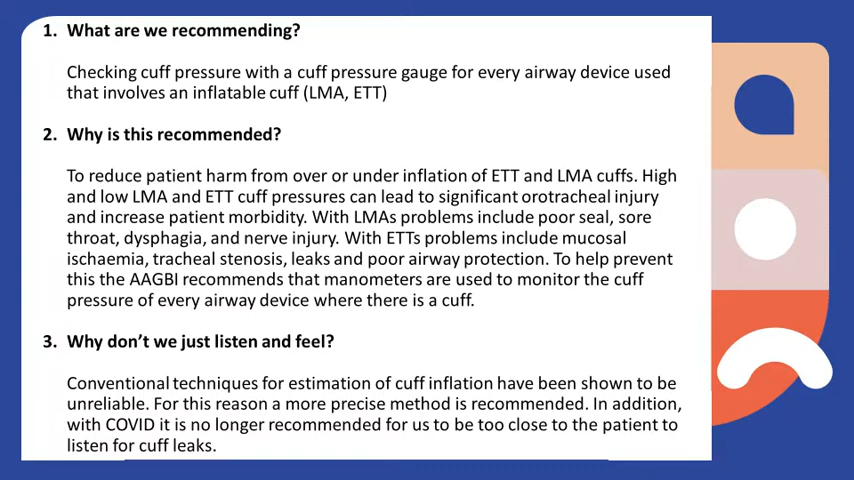 1. What are we recommending?
Checking cuff pressure with a cuff pressure gauge for every airway device used
that involves an inflatable cuff (LMA, ETT)
2. Why is this recommended?
To reduce patient harm from over or under inflation of ETT and LMA cuffs. High
and low LMA and ETT cuff pressures can lead to significant orotracheal injury
and increase patient morbidity. With LMAs problems include poor seal, sore
throat, dysphagia, and nerve injury. With ETTs problems include mucosal
ischaemia, tracheal stenosis, leaks and poor airway protection. To help prevent
this the AAGBI recommends that manometers are used to monitor the cuff
pressure of every airway device where there is a cuff.
3. Why don’t we just listen and feel?
Conventional techniques for estimation of cuff inflation have been shown to be
unreliable. For this reason a more precise method is recommended. In addition,
with COVID it is no longer recommended for us to be too close to the patient to
listen for cuff leaks.